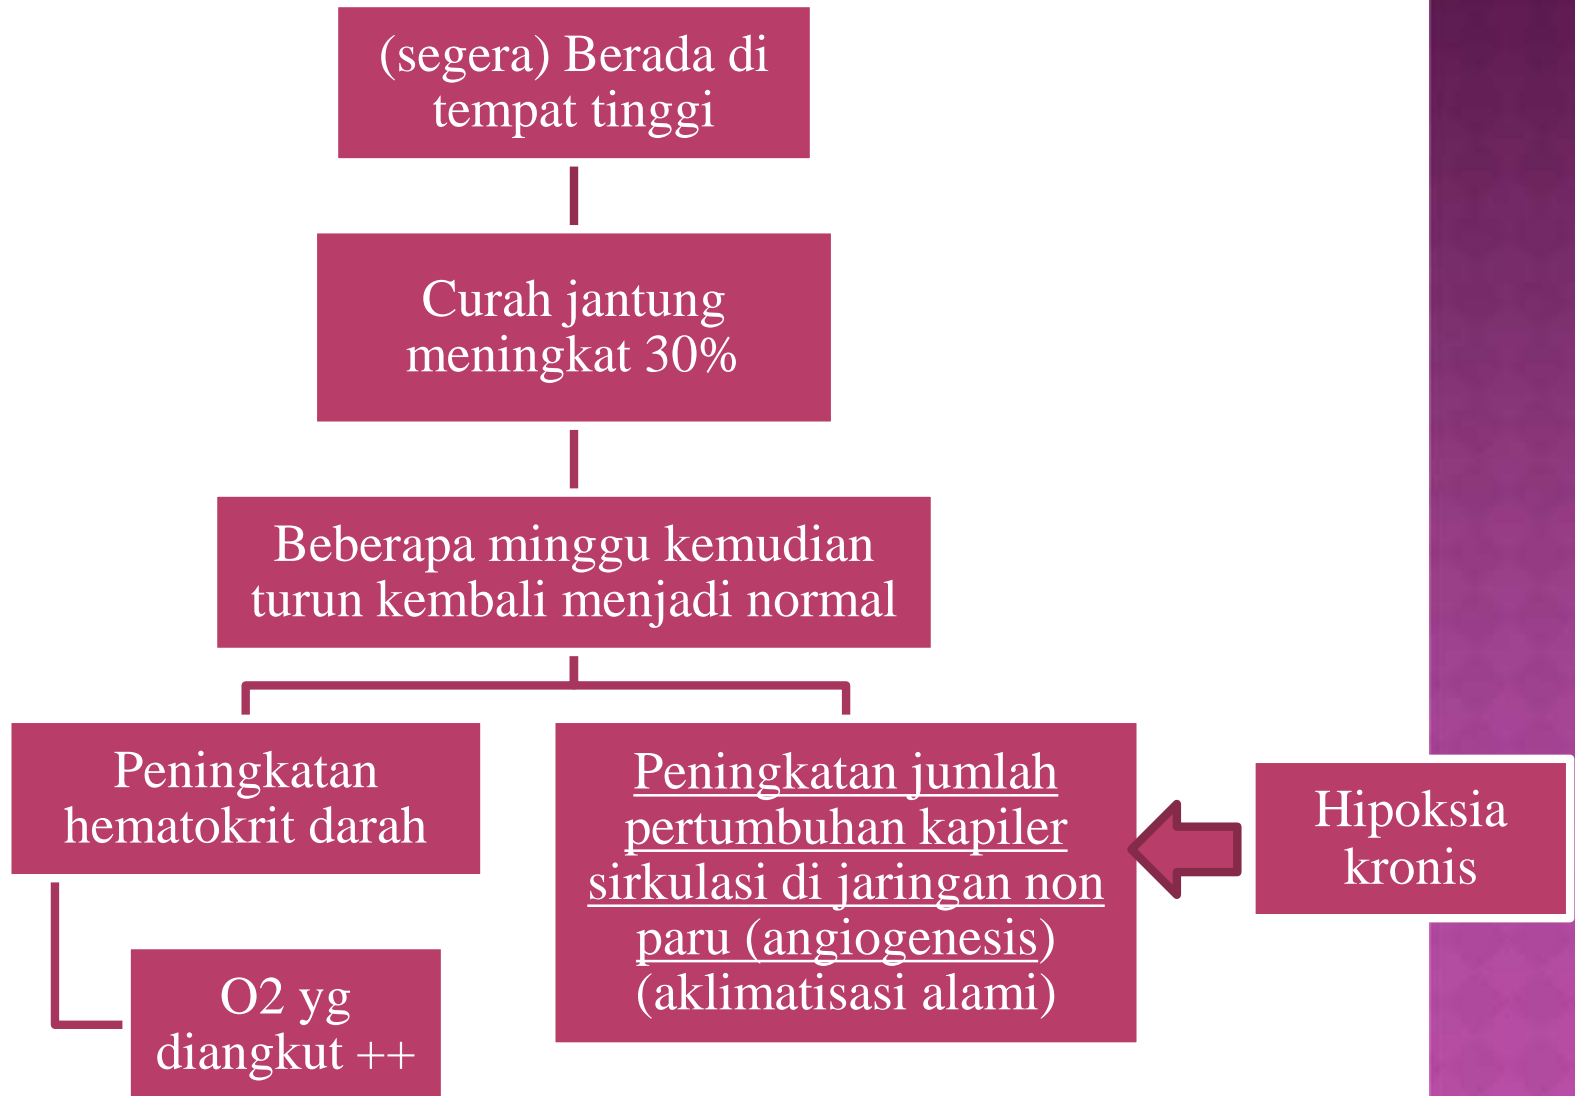 (segera) Berada di
tempat tinggi
Curah jantung
meningkat 30%
Beberapa minggu kemudian
turun kembali menjadi normal
Peningkatan
hematokrit darah
O2 yg
diangkut ++
Peningkatan jumlah
pertumbuhan kapiler
sirkulasi di jaringan non
paru (angiogenesis)
(aklimatisasi alami)
Hipoksia
kronis